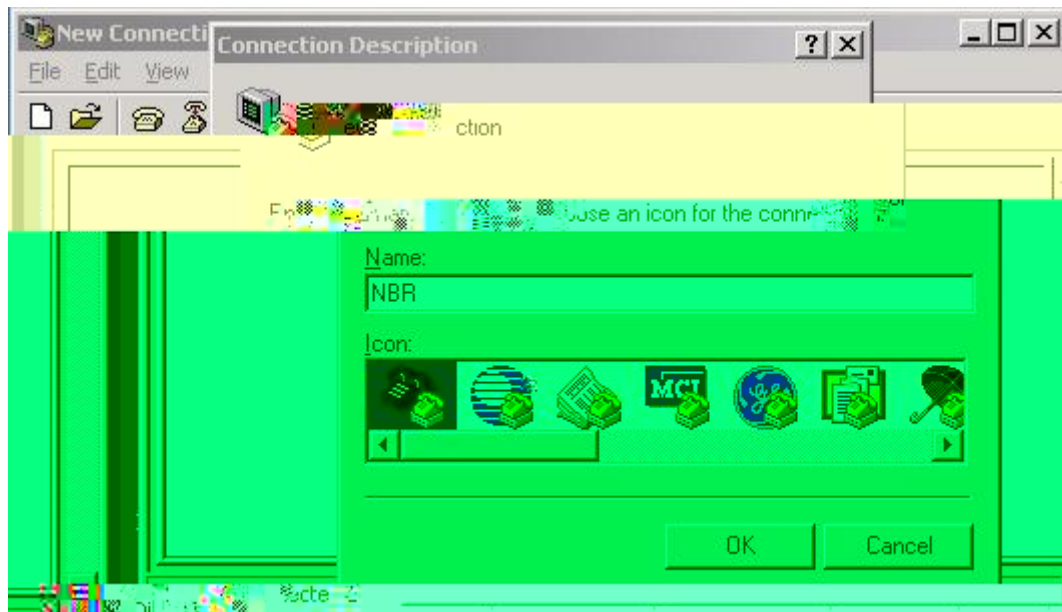 New Connecti
Connection Description
File Edit View
ction
use an icon for the conne
Name:
NBR
Icon:
MCI
OK Cancel